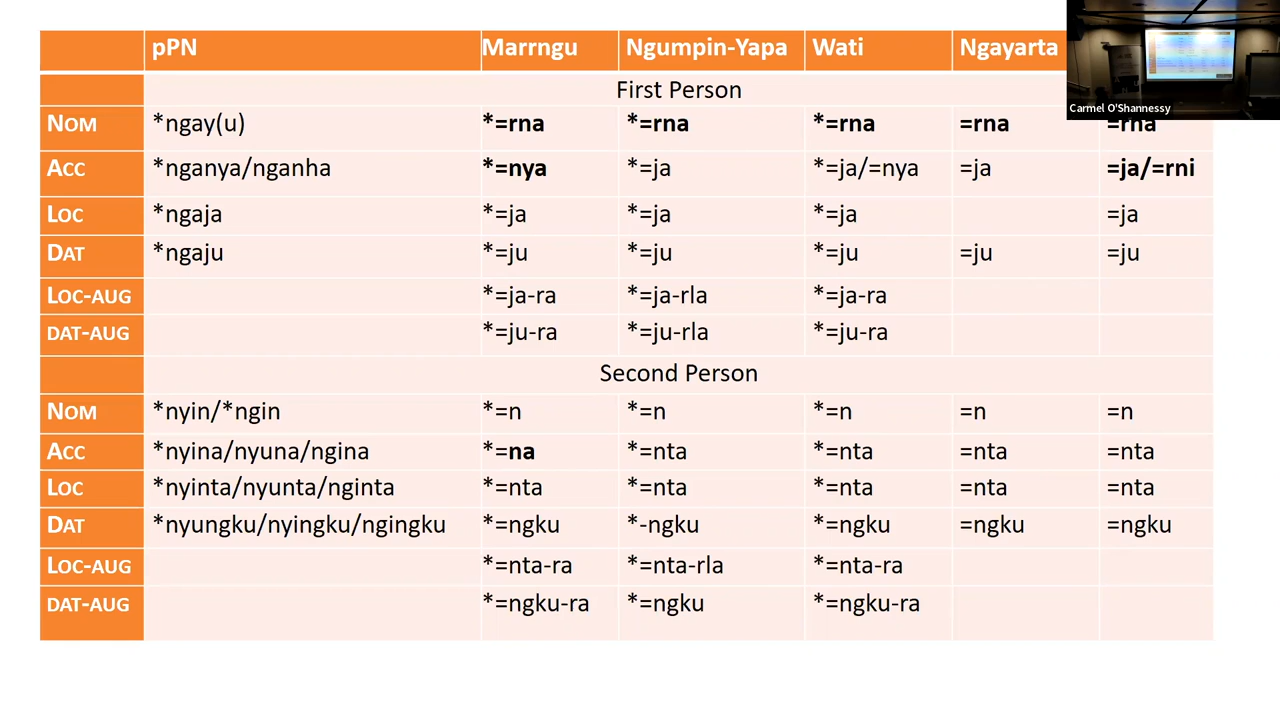 pPN Marrngu Ngumpin-Yapa Wati Ngayarta
Carmel O'Shannessy
First Person
NOM *ngay(u) *=rna *=rna *=rna =rna =rna
ACC *nganya/nganha *=nya *=ja *=ja/=nya =ja =ja/=rni
LOC *ngaja *=ja *=ja *=ja =ja
DAT *ngaju *=ju *=ju *=ju =ju =ju
LOC-AUG *=ja-ra *=ja-rla *=ja-ra
DAT-AUG *=ju-ra *=ju-rla *=ju-ra
Second Person
NOM *nyin/*ngin *=n *=n *=n =n =n
ACC *nyina/nyuna/ngina *=na *=nta *=nta =nta =nta
LOC *nyinta/nyunta/nginta *=nta *=nta *=nta =nta =nta
DAT *nyungku/nyingku/ngingku *=ngku *-ngku *=ngku =ngku =ngku
LOC-AUG *=nta-ra *=nta-rla *=nta-ra
DAT-AUG *=ngku-ra *=ngku *=ngku-ra